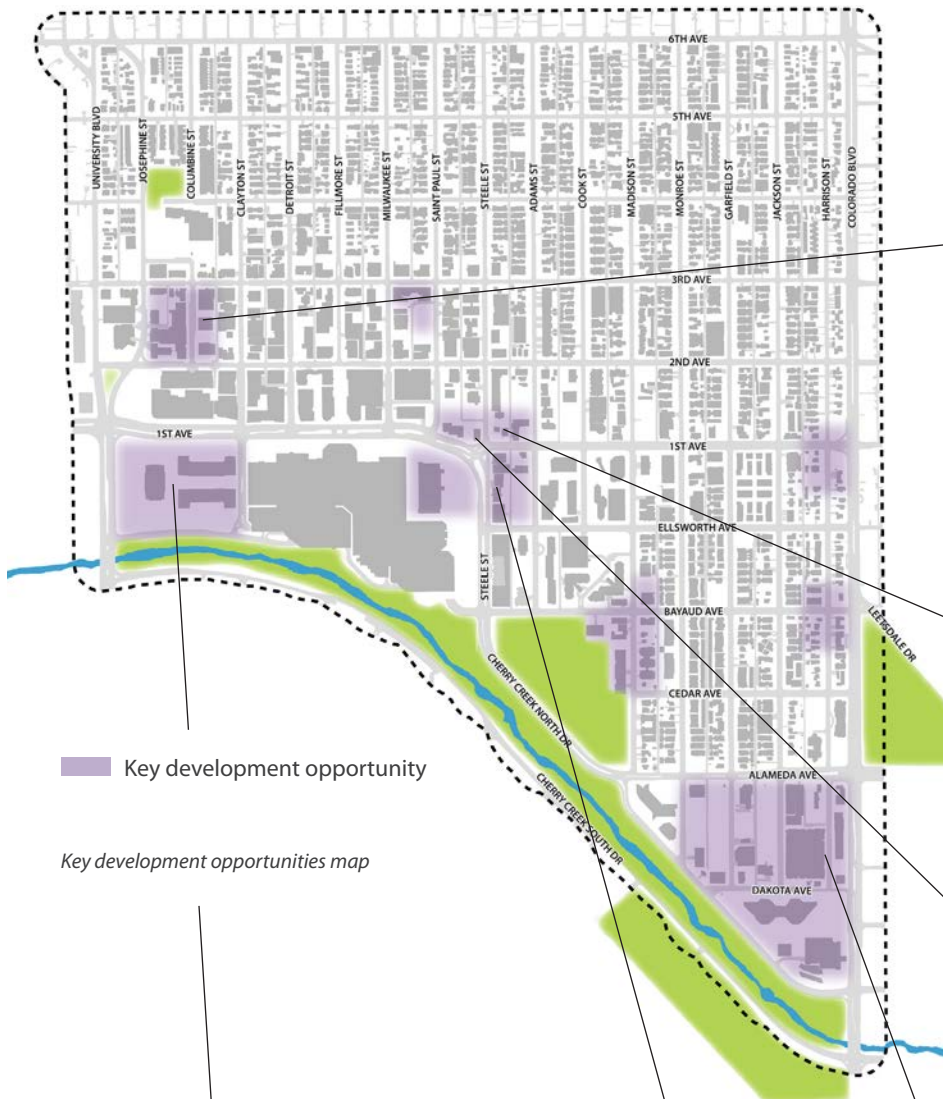 6TH AVE
5TH AVE
UNIVERSITY BLVD
JOSEPHINE ST
COLUMBINE ST
CLAYTON ST
DETROIT ST
FILLMORE ST
MILWAUKEE ST
SAINT PAUL ST
STEELE ST
ADAMS ST
COOK ST
MADISON ST
MONROE ST
GARFIELD ST
JACKSON ST
HARRISON ST
COLORADO BLVD
3RD AVE
2ND AVE
1ST AVE
1ST AVE
ELLSWORTH AVE
STEELE ST
BAYAUD AVE
LEETSDALE DR
CEDAR AVE
CHERRY CREEK NORTH DR
ALAMEDA AVE
CHERRY CREEK SOUTH DR
DAKOTA AVE
Key development opportunity
Key development opportunities map